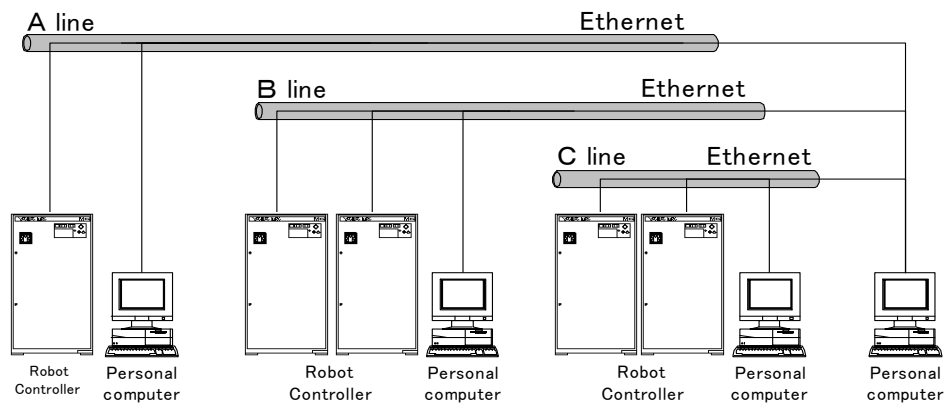 A line
Ethernet
B line
Ethernet
C line
Ethernet
Robot
Controller
Personal
computer
Robot
Controller
Personal
computer
Robot
Controller
Personal
computer
Personal
computer